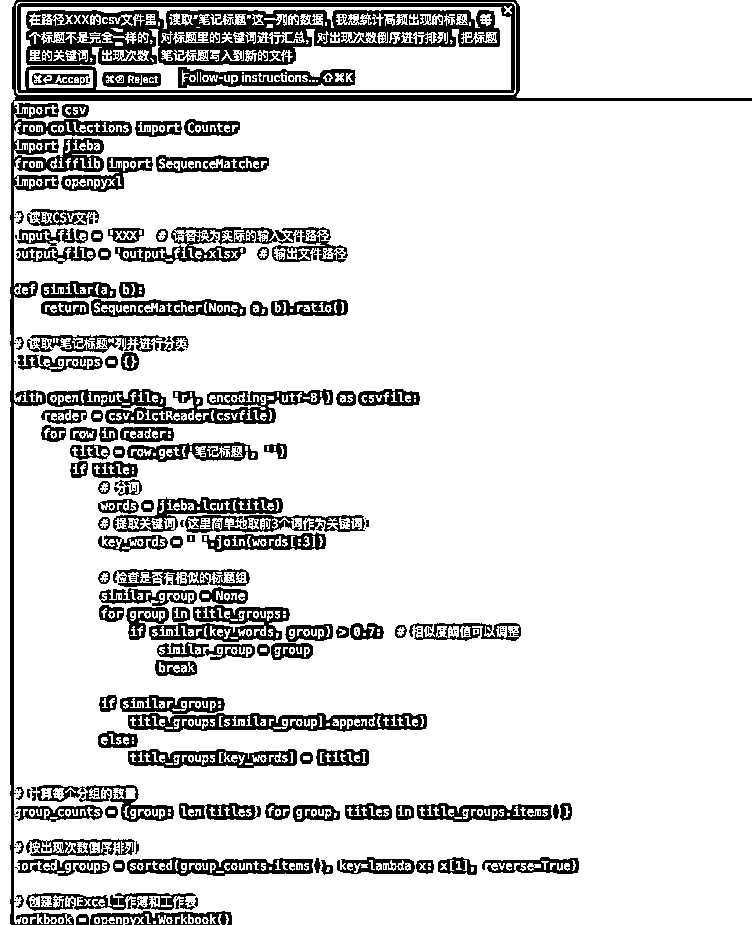 在路径XXX的csv文件里，读取"笔记标题"这一列的数据，我想统计高频出现的标题，每
个标题不是完全一样的，对标题里的关键词进行汇总，对出现次数倒序进行排列，把标题
里的关键词，出现次数、笔记标题写入到新的文件
⌘⏎ Accept ⌘⌫ Reject Follow-up instructions... ⇧⌘K
import csv
from collections import Counter
import jieba
from difflib import SequenceMatcher
import openpyxl
# 读取CSV文件
input_file = 'XXX'  # 请替换为实际的输入文件路径
output_file = 'output_file.xlsx'  # 输出文件路径
def similar(a, b):
    return SequenceMatcher(None, a, b).ratio()
# 读取"笔记标题"列并进行分类
title_groups = {}
with open(input_file, 'r', encoding='utf-8') as csvfile:
    reader = csv.DictReader(csvfile)
    for row in reader:
        title = row.get('笔记标题', '')
        if title:
            # 分词
            words = jieba.lcut(title)
            # 提取关键词（这里简单地取前3个词作为关键词）
            key_words = ' '.join(words[:3])
            # 检查是否有相似的标题组
            similar_group = None
            for group in title_groups:
                if similar(key_words, group) > 0.7:  # 相似度阈值可以调整
                    similar_group = group
                    break
            if similar_group:
                title_groups[similar_group].append(title)
            else:
                title_groups[key_words] = [title]
# 计算每个分组的数量
group_counts = {group: len(titles) for group, titles in title_groups.items()}
# 按出现次数倒序排列
sorted_groups = sorted(group_counts.items(), key=lambda x: x[1], reverse=True)
# 创建新的Excel工作簿和工作表
workbook = openpyxl.Workbook()